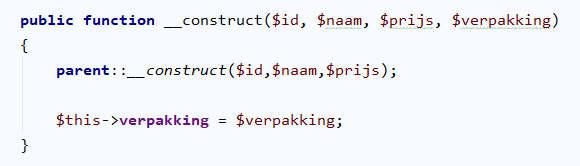 public function __construct($id, $naam, $prijs, $verpakking)
{
parent::__construct($id,$naam,$prijs);
$this->verpakking = $verpakking;
}